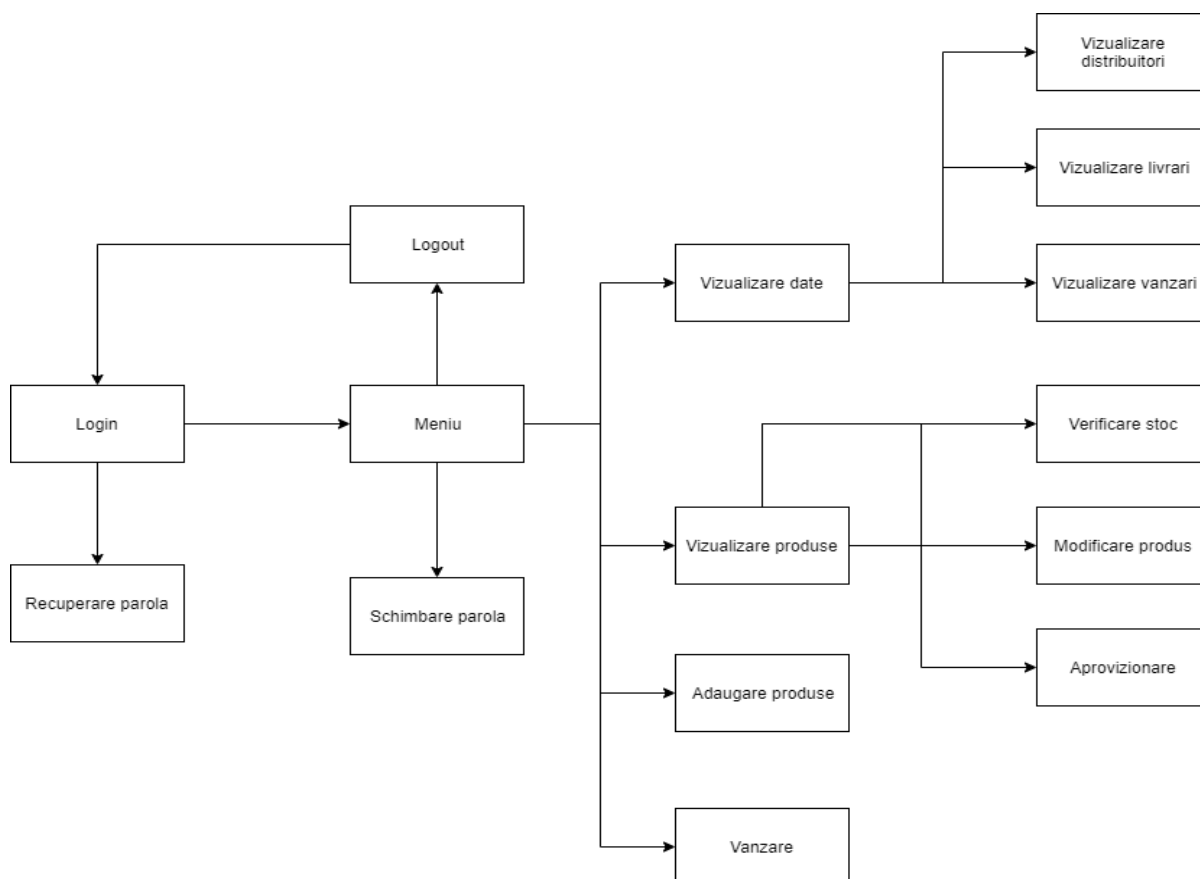 Vizualizare
distribuitori
Vizualizare livrari
Logout
Vizualizare date
Vizualizare vanzari
Login
Meniu
Verificare stoc
Vizualizare produse
Modificare produs
Recuperare parola
Schimbare parola
Aprovizionare
Adaugare produse
Vanzare